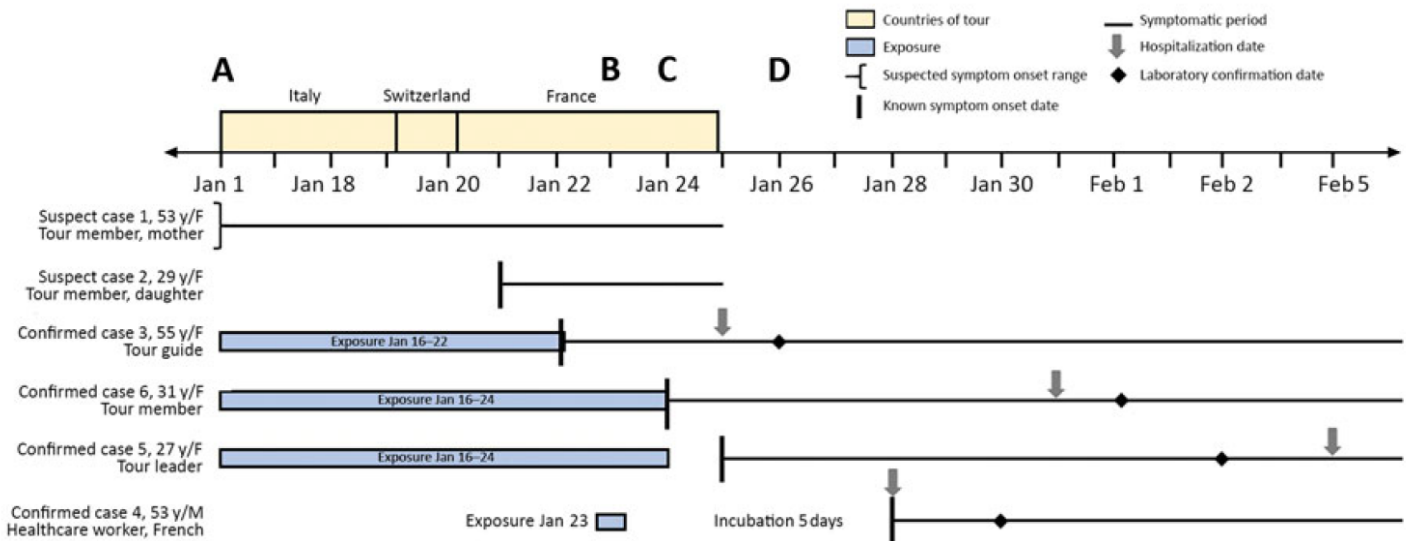 Countries of tour
Exposure
Suspected symptom onset range
Known symptom onset date
Symptomatic period
Hospitalization date
Laboratory confirmation date
A B C D
Italy Switzerland France
Jan 1 Jan 18 Jan 20 Jan 22 Jan 24 Jan 26 Jan 28 Jan 30 Feb 1 Feb 2 Feb 5
Suspect case 1, 53 y/F
Tour member, mother
Suspect case 2, 29 y/F
Tour member, daughter
Confirmed case 3, 55 y/F
Tour guide
Exposure Jan 16–22
Confirmed case 6, 31 y/F
Tour member
Exposure Jan 16–24
Confirmed case 5, 27 y/F
Tour leader
Exposure Jan 16–24
Confirmed case 4, 53 y/M
Healthcare worker, French
Exposure Jan 23
Incubation 5 days